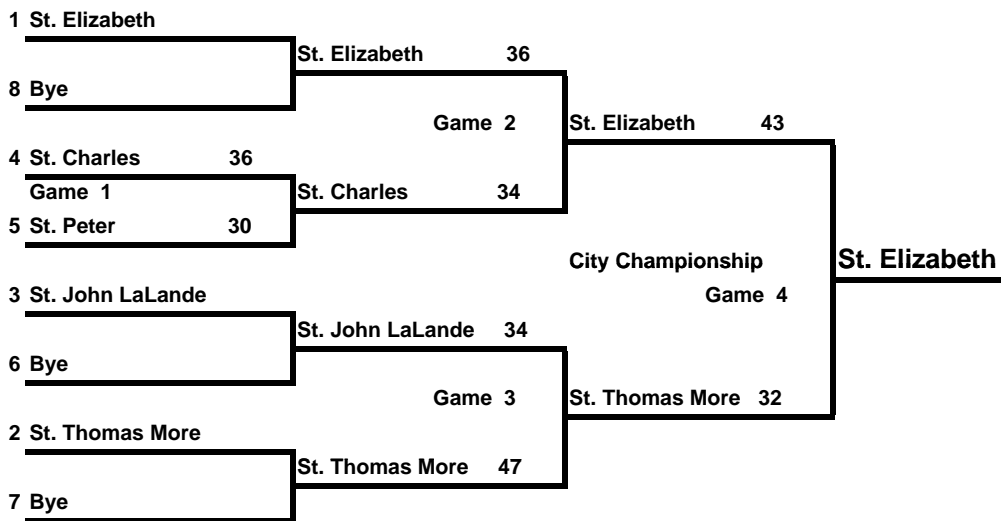 1 St. Elizabeth
St. Elizabeth 36
8 Bye
Game 2
St. Elizabeth 43
4 St. Charles 36
Game 1
St. Charles 34
5 St. Peter 30
City Championship
St. Elizabeth
Game 4
3 St. John LaLande
St. John LaLande 34
6 Bye
Game 3
St. Thomas More 32
2 St. Thomas More
St. Thomas More 47
7 Bye